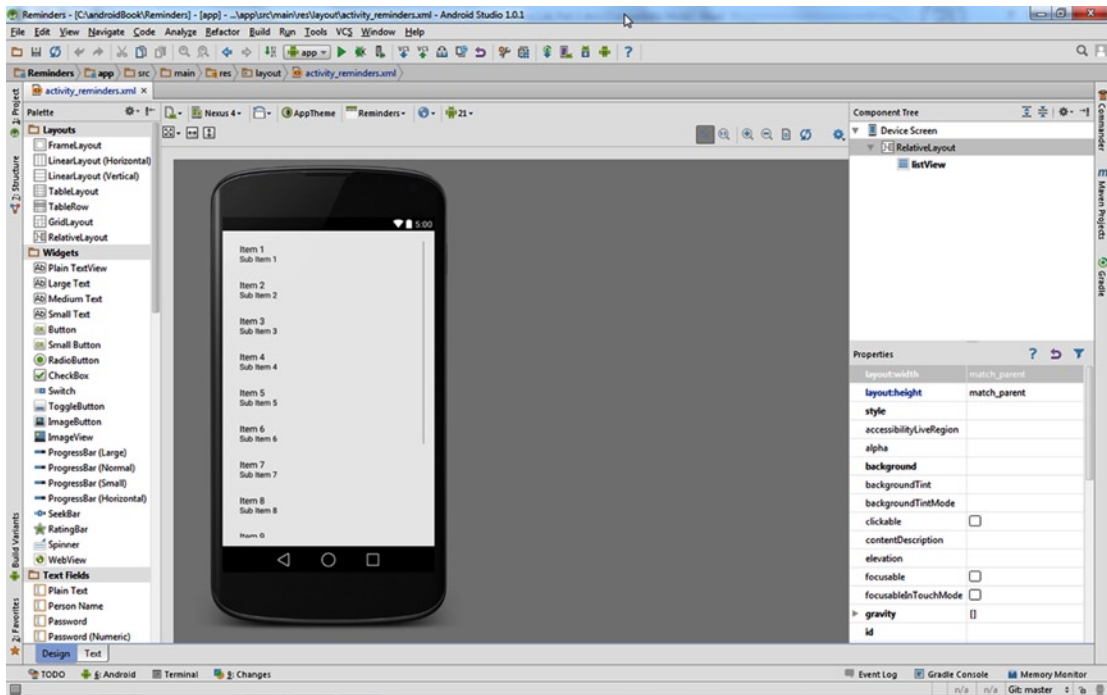 Reminders - [C:\androidBook\Reminders] - [app] - ...\app\src\main\res\layout\activity_reminders.xml - Android Studio 1.0.1
File Edit View Navigate Code Analyze Refactor Build Run Tools VCS Window Help
app
Reminders app src main res layout activity_reminders.xml
activity_reminders.xml
1: Project
2: Structure
Build Variants
2: Favorites
Palette
Layouts
FrameLayout
LinearLayout (Horizontal)
LinearLayout (Vertical)
TableLayout
TableRow
GridLayout
RelativeLayout
Widgets
Plain TextView
Large Text
Medium Text
Small Text
Button
Small Button
RadioButton
CheckBox
Switch
ToggleButton
ImageButton
ImageView
ProgressBar (Large)
ProgressBar (Normal)
ProgressBar (Small)
ProgressBar (Horizontal)
SeekBar
RatingBar
Spinner
WebView
Text Fields
Plain Text
Person Name
Password
Password (Numeric)
Design Text
Nexus 4 AppTheme Reminders 21
5:00
Item 1
Sub Item 1
Item 2
Sub Item 2
Item 3
Sub Item 3
Item 4
Sub Item 4
Item 5
Sub Item 5
Item 6
Sub Item 6
Item 7
Sub Item 7
Item 8
Sub Item 8
Component Tree
Device Screen
RelativeLayout
listView
Properties
layout:width match_parent
layout:height match_parent
style
accessibilityLiveRegion
alpha
background
backgroundTint
backgroundTintMode
clickable
contentDescription
elevation
focusable
focusableInTouchMode
gravity []
id
Commander
Maven Projects
Gradle
TODO 6: Android Terminal 9: Changes
Event Log Gradle Console Memory Monitor
n/a n/a Git: master